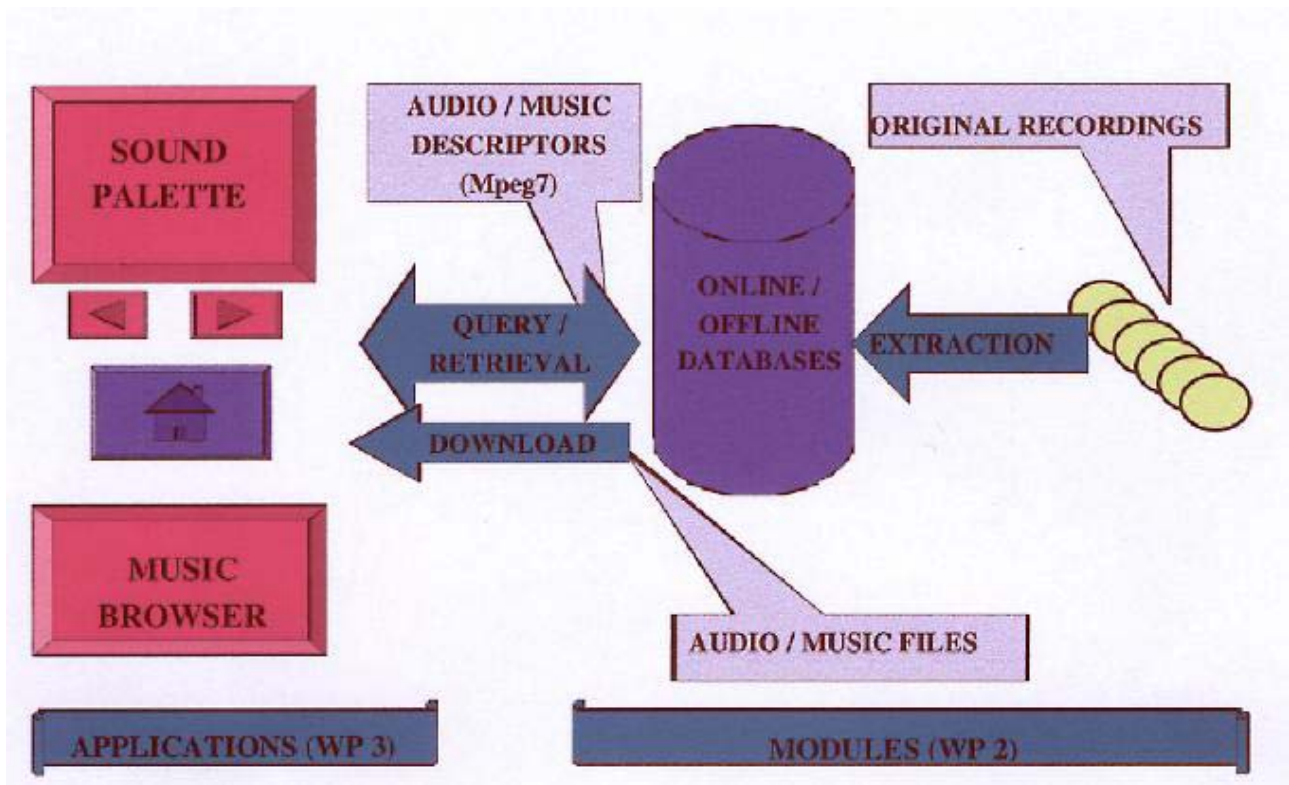 SOUND
PALETTE
AUDIO / MUSIC
DESCRIPTORS
(Mpeg7)
ORIGINAL RECORDINGS
QUERY /
RETRIEVAL
ONLINE /
OFFLINE
DATABASES
EXTRACTION
DOWNLOAD
MUSIC
BROWSER
AUDIO / MUSIC FILES
APPLICATIONS (WP 3)
MODULES (WP 2)